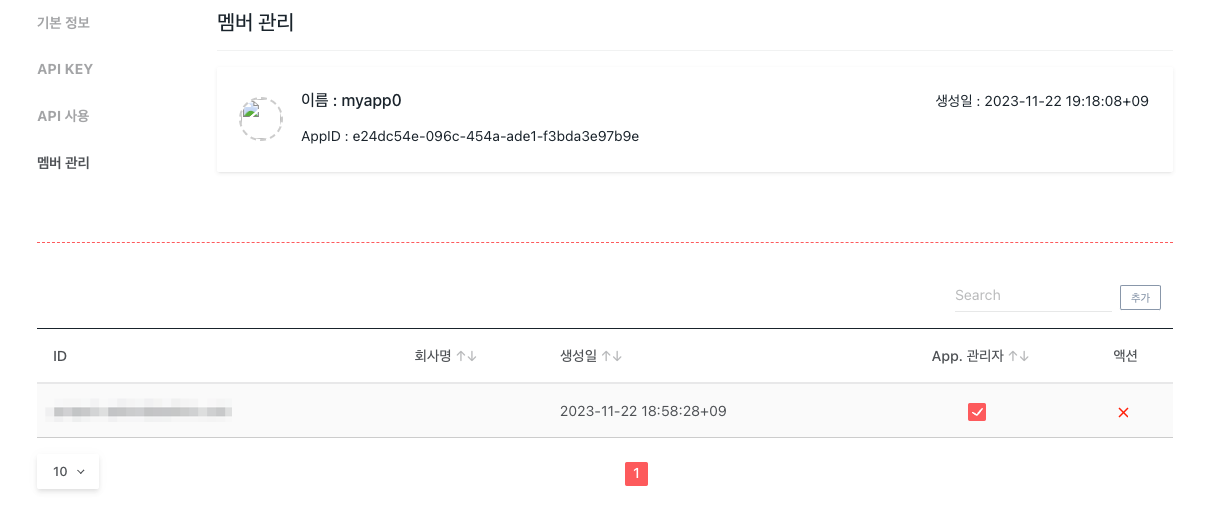 기본 정보
API KEY
API 사용
멤버 관리
멤버 관리
이름 : myapp0
생성일 : 2023-11-22 19:18:08+09
AppID : e24dc54e-096c-454a-ade1-f3bda3e97b9e
Search
추가
ID 회사명 ↑↓ 생성일 ↑↓ App. 관리자 ↑↓ 액션
2023-11-22 18:58:28+09
10
1